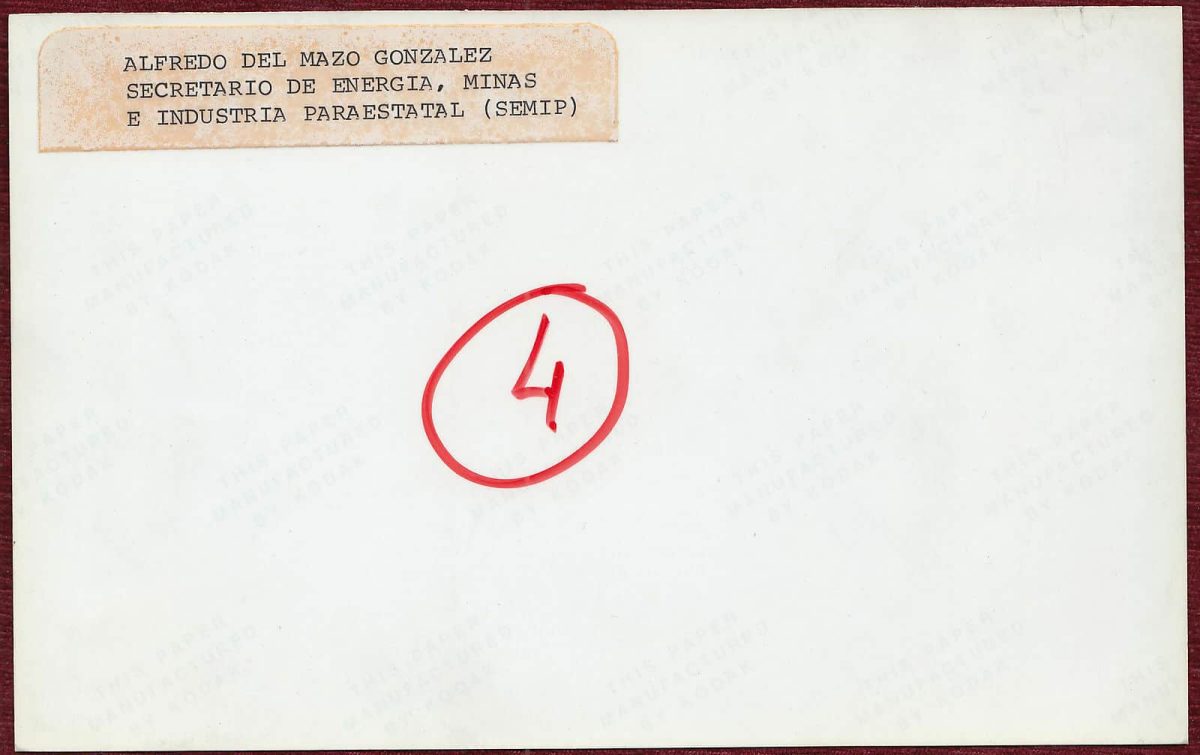 ALFREDO DEL MAZO GONZALEZ
SECRETARIO DE ENERGIA, MINAS
E INDUSTRIA PARAESTATAL (SEMIP)
THIS PAPER
MANUFACTURED
BY KODAK
4